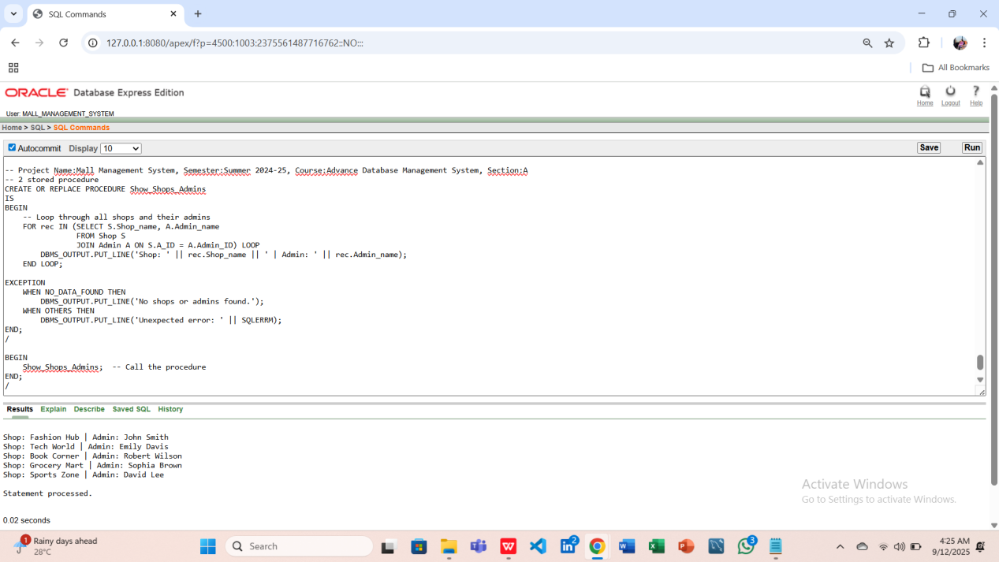 SQL Commands
127.0.0.1:8080/apex/f?p=4500:1003:2375561487716762::NO:::
All Bookmarks
ORACLE Database Express Edition
Home Logout Help
User: MALL_MANAGEMENT_SYSTEM
Home > SQL > SQL Commands
Autocommit Display 10 Save Run
-- Project Name:Mall Management System, Semester:Summer 2024-25, Course:Advance Database Management System, Section:A
-- 2 stored procedure
CREATE OR REPLACE PROCEDURE Show_Shops_Admins
IS
BEGIN
    -- Loop through all shops and their admins
    FOR rec IN (SELECT S.Shop_name, A.Admin_name
                FROM Shop S
                JOIN Admin A ON S.A_ID = A.Admin_ID) LOOP
        DBMS_OUTPUT.PUT_LINE('Shop: ' || rec.Shop_name || ' | Admin: ' || rec.Admin_name);
    END LOOP;
EXCEPTION
    WHEN NO_DATA_FOUND THEN
        DBMS_OUTPUT.PUT_LINE('No shops or admins found.');
    WHEN OTHERS THEN
        DBMS_OUTPUT.PUT_LINE('Unexpected error: ' || SQLERRM);
END;
/
BEGIN
    Show_Shops_Admins;  -- Call the procedure
END;
/
Results Explain Describe Saved SQL History
Shop: Fashion Hub | Admin: John Smith
Shop: Tech World | Admin: Emily Davis
Shop: Book Corner | Admin: Robert Wilson
Shop: Grocery Mart | Admin: Sophia Brown
Shop: Sports Zone | Admin: David Lee
Statement processed.
0.02 seconds
Activate Windows
Go to Settings to activate Windows.
1 Rainy days ahead
28°C
Search
2
3
4:25 AM
9/12/2025